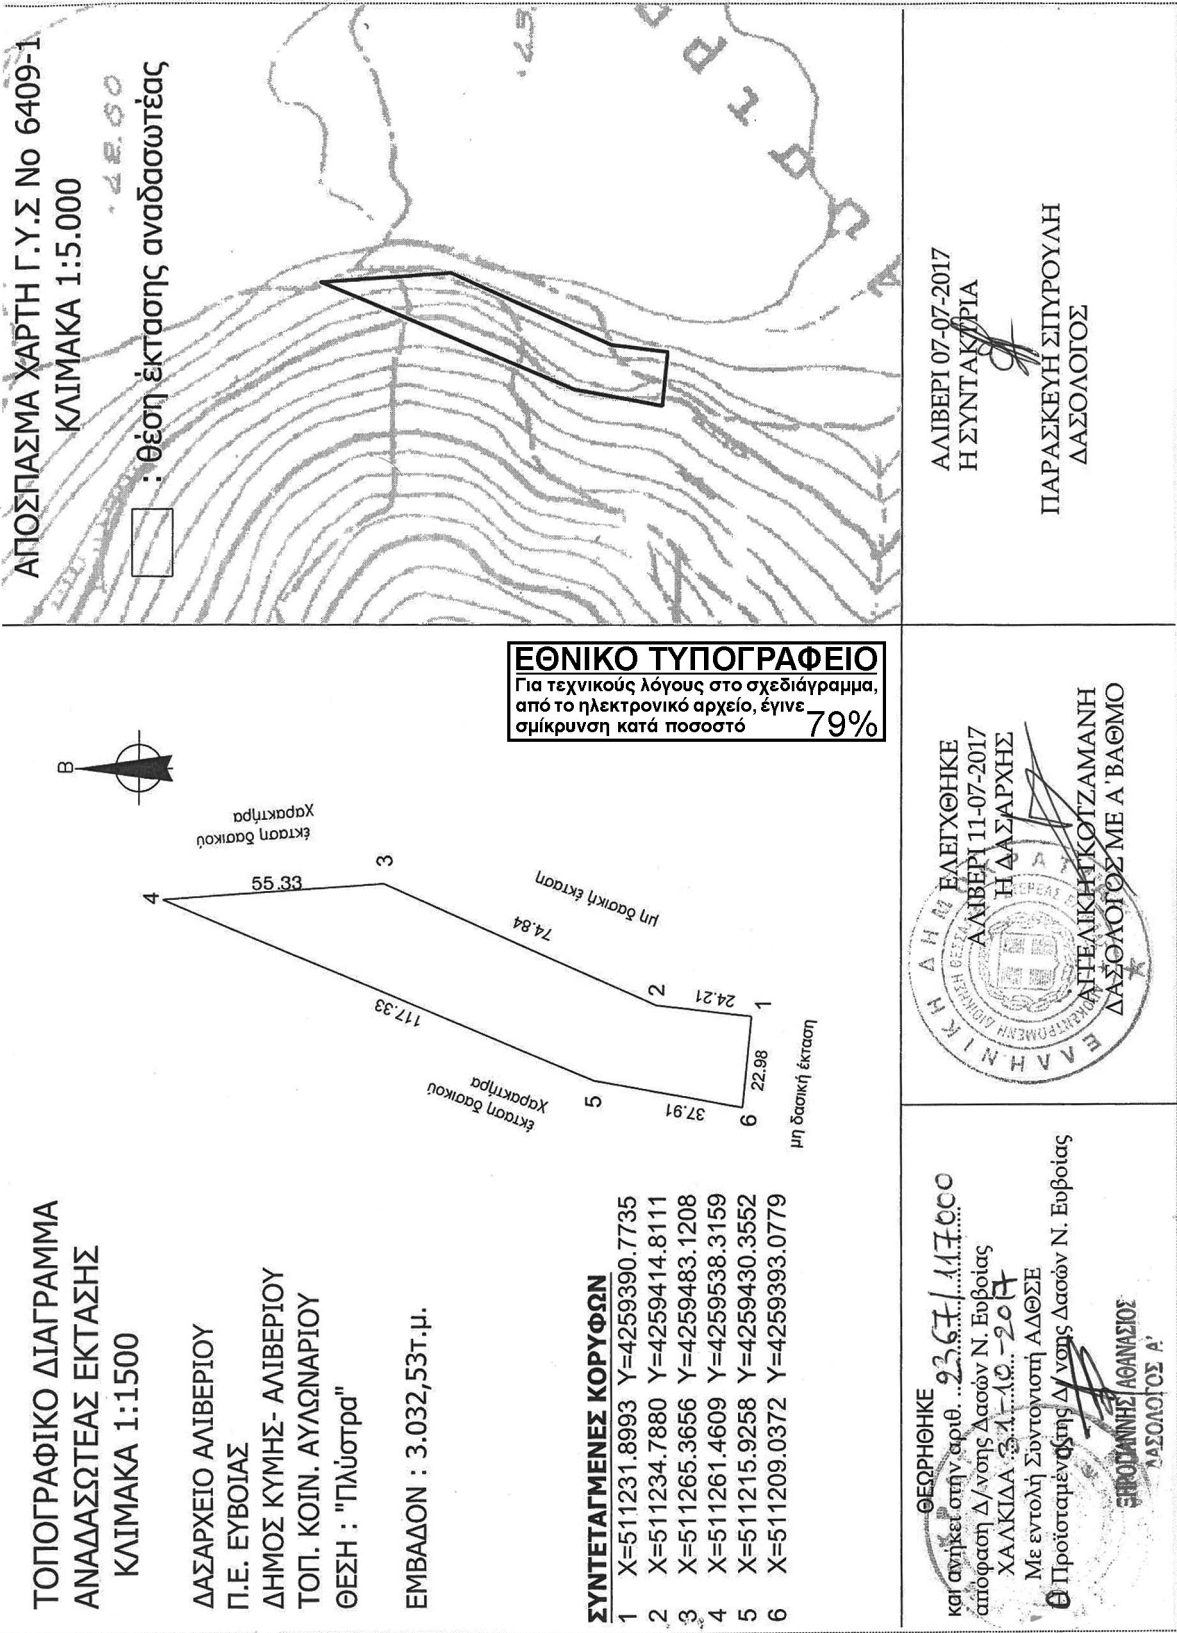 ΤΟΠΟΓΡΑΦΙΚΟ ΔΙΑΓΡΑΜΜΑ
ΑΝΑΔΑΣΩΤΕΑΣ ΕΚΤΑΣΗΣ
ΚΛΙΜΑΚΑ 1:1500
ΔΑΣΑΡΧΕΙΟ ΑΛΙΒΕΡΙΟΥ
Π.Ε. ΕΥΒΟΙΑΣ
ΔΗΜΟΣ ΚΥΜΗΣ- ΑΛΙΒΕΡΙΟΥ
ΤΟΠ. ΚΟΙΝ. ΑΥΛΩΝΑΡΙΟΥ
ΘΕΣΗ : "Πλύστρα"
ΕΜΒΑΔΟΝ : 3.032,53τ.μ.
ΣΥΝΤΕΤΑΓΜΕΝΕΣ ΚΟΡΥΦΩΝ
1 X=511231.8993 Y=4259390.7735
2 X=511234.7880 Y=4259414.8111
3 X=511265.3656 Y=4259483.1208
4 X=511261.4609 Y=4259538.3159
5 X=511215.9258 Y=4259430.3552
6 X=511209.0372 Y=4259393.0779
Β
4
55.33
3
έκταση δασικού
Χαρακτήρα
74.84
μη δασική έκταση
117.33
2
24.21
1
έκταση δασικού
Χαρακτήρα
5
37.91
22.98
6
μη δασική έκταση
ΕΘΝΙΚΟ ΤΥΠΟΓΡΑΦΕΙΟ
Για τεχνικούς λόγους στο σχεδιάγραμμα,
από το ηλεκτρονικό αρχείο, έγινε
σμίκρυνση κατά ποσοστό 79%
ΑΠΟΣΠΑΣΜΑ ΧΑΡΤΗ Γ.Υ.Σ Νο 6409-1
ΚΛΙΜΑΚΑ 1:5.000
: θέση έκτασης αναδασωτέας
ΘΕΩΡΗΘΗΚΕ
και ανήκει στην αριθ. 2367/117000
απόφαση Δ/νσης Δασών Ν. Ευβοίας
ΧΑΛΚΙΔΑ 31-10-2017
Με εντολή Συντονιστή ΑΔΘΣΕ
Ο Προϊσταμένος της Δ/νσης Δασών Ν. Ευβοίας
ΑΘΑΝΑΣΙΟΣ
ΔΑΣΟΛΟΓΟΣ Α'
ΕΛΕΓΧΘΗΚΕ
ΑΛΙΒΕΡΙ 11-07-2017
Η ΔΑΣΑΡΧΗΣ
ΑΓΓΕΛΙΚΗ ΚΟΤΖΑΜΑΝΗ
ΔΑΣΟΛΟΓΟΣ ΜΕ Α΄ΒΑΘΜΟ
ΕΛΛΗΝΙΚΗ ΔΗΜΟΚΡΑΤΙΑ
ΑΛΙΒΕΡΙ 07-07-2017
Η ΣΥΝΤΑΚΤΡΙΑ
ΠΑΡΑΣΚΕΥΗ ΣΠΥΡΟΥΛΗ
ΔΑΣΟΛΟΓΟΣ